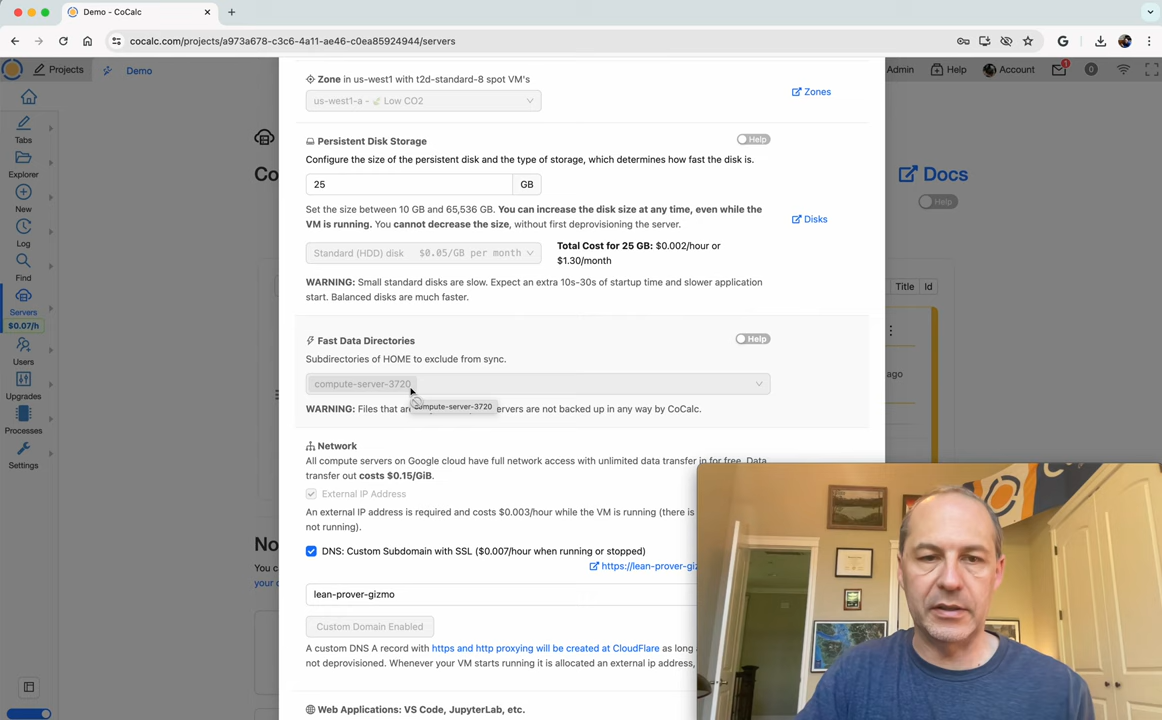 Demo - CoCalc
cocalc.com/projects/a973a678-c3c6-4a11-ae46-c0ea85924944/servers
Projects
Demo
Admin
Help
Account
1
0
Tabs
Explorer
New
Log
Find
Servers
$0.07/h
Users
Upgrades
Processes
Settings
Co
Docs
Help
Title
Id
ago
No
You c
your
Zone in us-west1 with t2d-standard-8 spot VM's
us-west1-a - Low CO2
Zones
Persistent Disk Storage
Help
Configure the size of the persistent disk and the type of storage, which determines how fast the disk is.
25
GB
Set the size between 10 GB and 65,536 GB. You can increase the disk size at any time, even while the
VM is running. You cannot decrease the size, without first deprovisioning the server.
Disks
Standard (HDD) disk $0.05/GB per month
Total Cost for 25 GB: $0.002/hour or
$1.30/month
WARNING: Small standard disks are slow. Expect an extra 10s-30s of startup time and slower application
start. Balanced disks are much faster.
Fast Data Directories
Help
Subdirectories of HOME to exclude from sync.
compute-server-3720
compute-server-3720
WARNING: Files that are servers are not backed up in any way by CoCalc.
Network
All compute servers on Google cloud have full network access with unlimited data transfer in for free. Data
transfer out costs $0.15/GiB.
External IP Address
An external IP address is required and costs $0.003/hour while the VM is running (there is
not running).
DNS: Custom Subdomain with SSL ($0.007/hour when running or stopped)
https://lean-prover-giz
lean-prover-gizmo
Custom Domain Enabled
A custom DNS A record with https and http proxying will be created at CloudFlare as long a
not deprovisioned. Whenever your VM starts running it is allocated an external ip address,
Web Applications: VS Code, JupyterLab, etc.